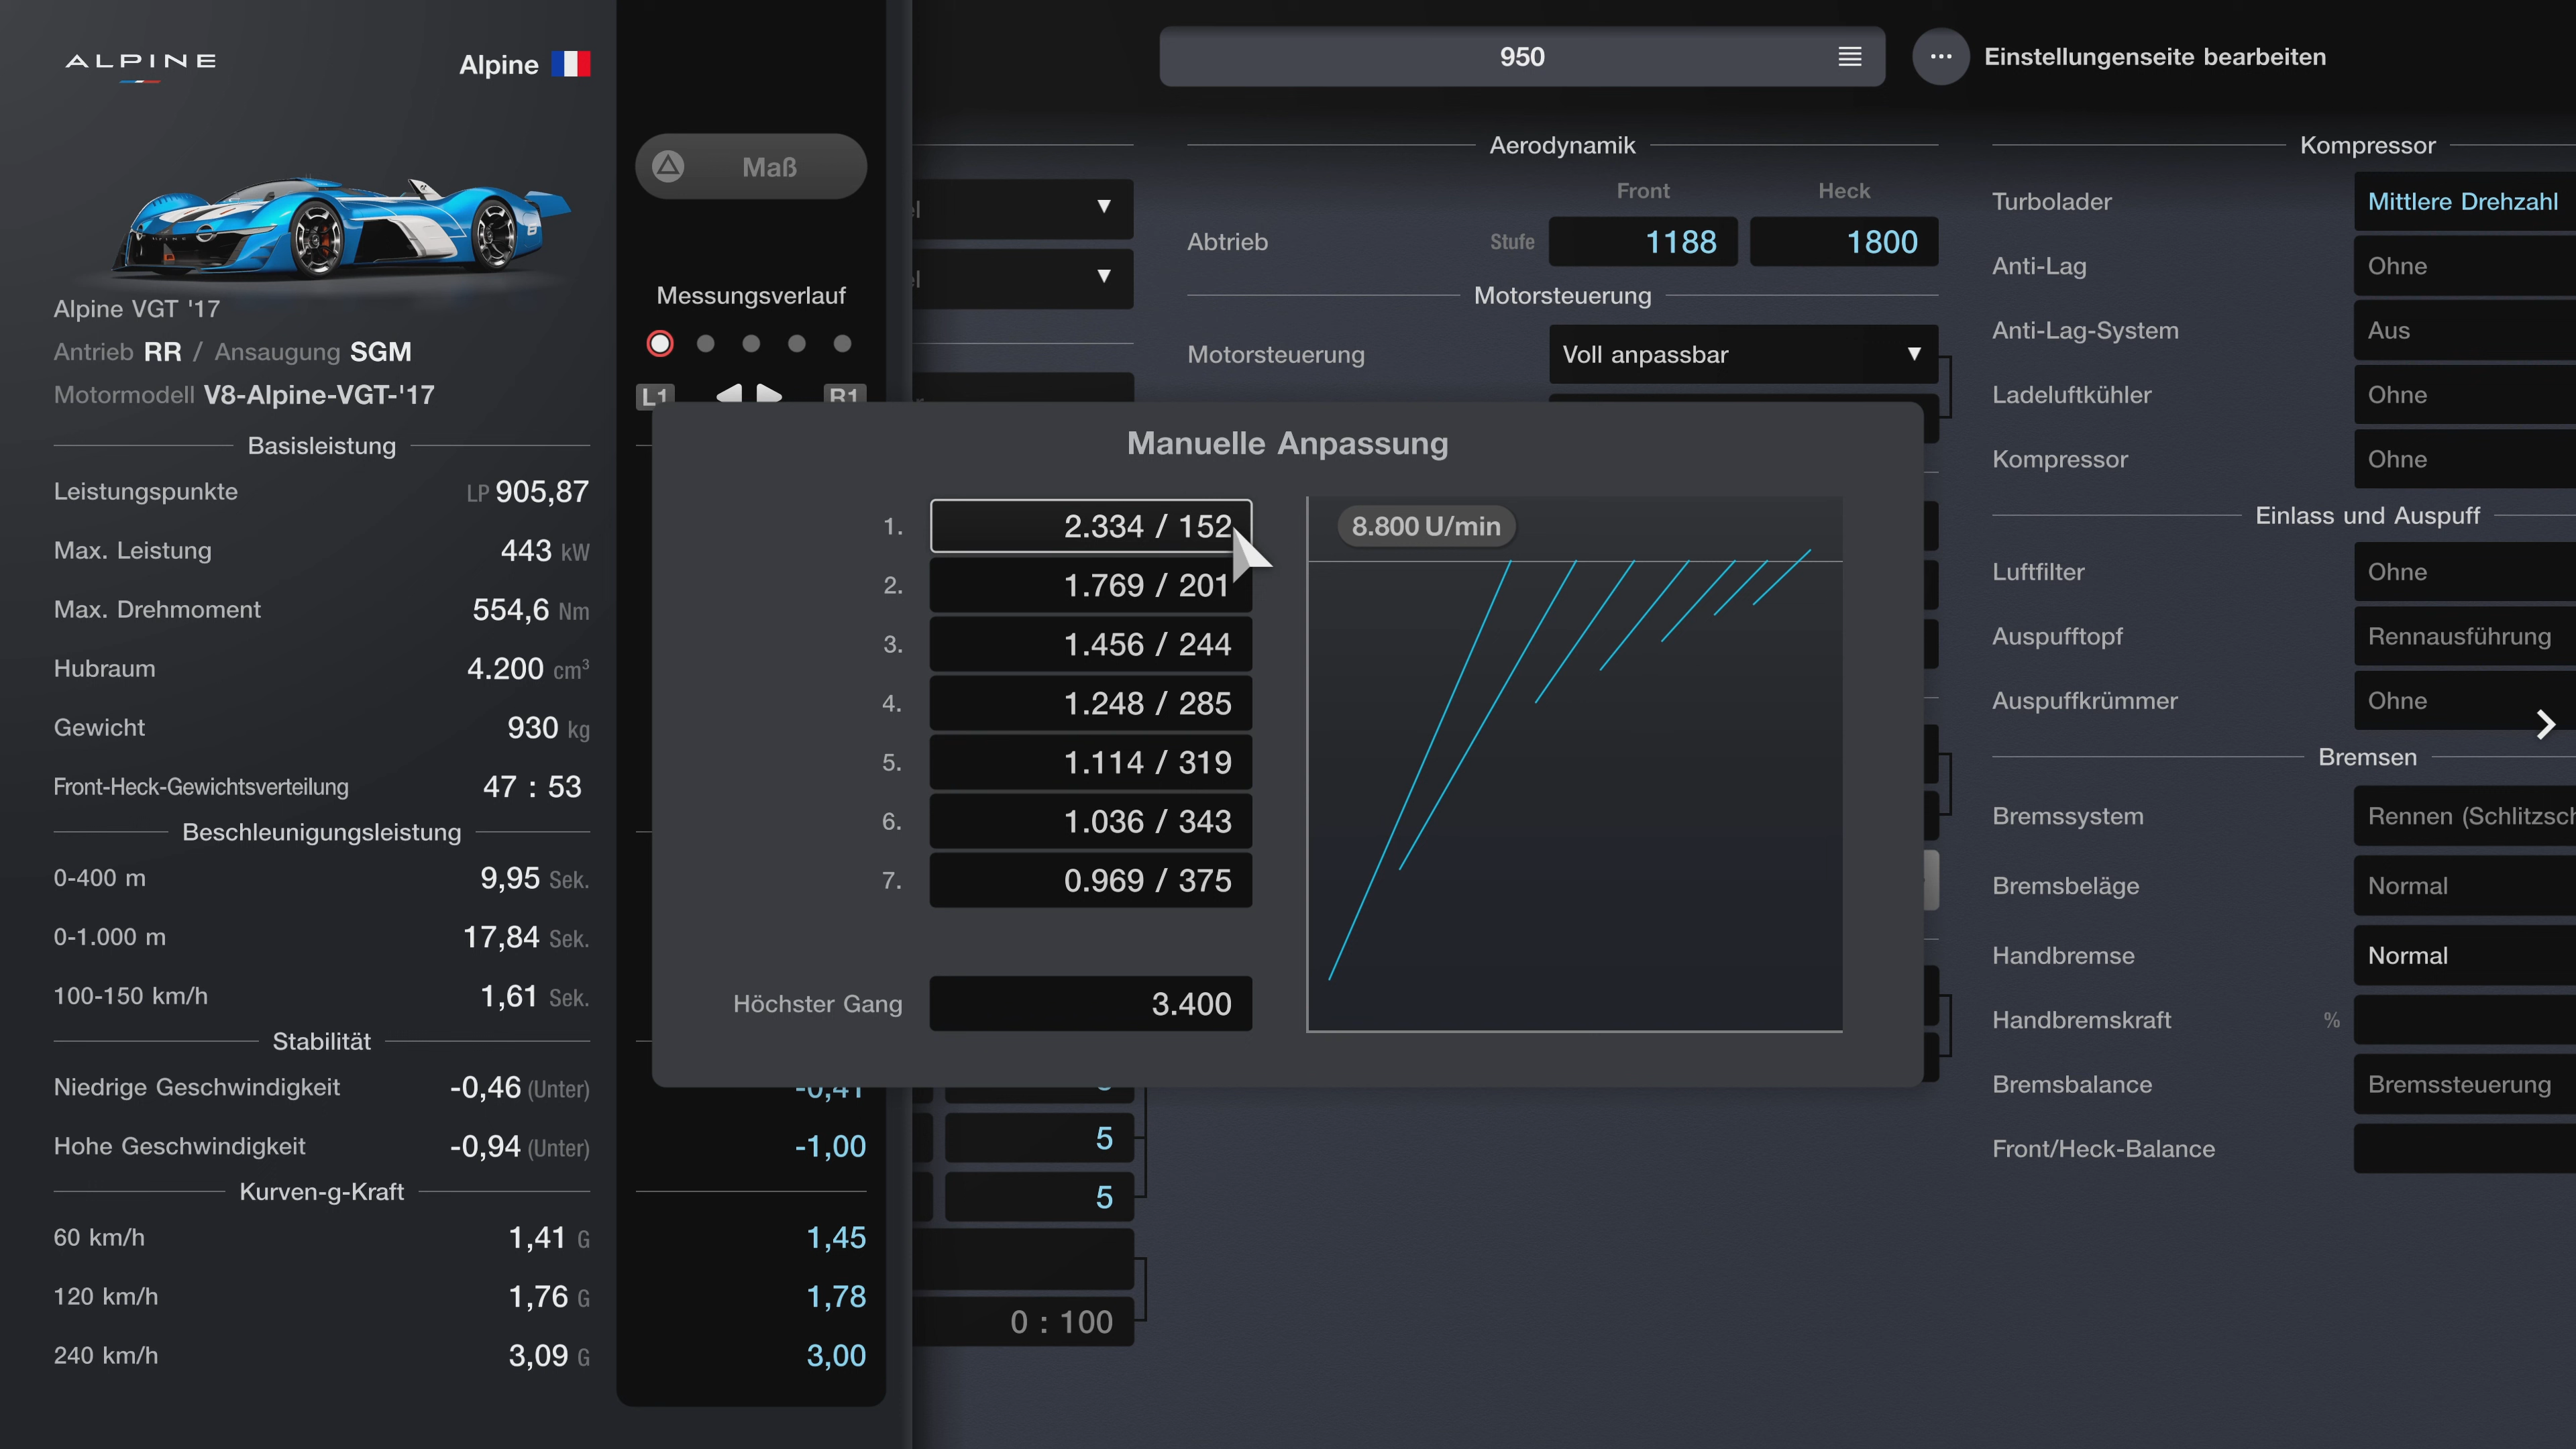 ALPINE
Alpine
950
Einstellungenseite bearbeiten
Maß
Alpine VGT '17
Antrieb RR / Ansaugung SGM
Motormodell V8-Alpine-VGT-'17
Messungsverlauf
L1 R1
Basisleistung
Leistungspunkte LP 905,87
Max. Leistung 443 kW
Max. Drehmoment 554,6 Nm
Hubraum 4.200 cm³
Gewicht 930 kg
Front-Heck-Gewichtsverteilung 47 : 53
Beschleunigungsleistung
0-400 m 9,95 Sek.
0-1.000 m 17,84 Sek.
100-150 km/h 1,61 Sek.
Stabilität
Niedrige Geschwindigkeit -0,46 (Unter) -0,41
Hohe Geschwindigkeit -0,94 (Unter) -1,00
Kurven-g-Kraft
60 km/h 1,41 G 1,45
120 km/h 1,76 G 1,78
240 km/h 3,09 G 3,00
5
5
0 : 100
Aerodynamik
Front Heck
Abtrieb Stufe 1188 1800
Motorsteuerung
Motorsteuerung Voll anpassbar
Manuelle Anpassung
1. 2.334 / 152
2. 1.769 / 201
3. 1.456 / 244
4. 1.248 / 285
5. 1.114 / 319
6. 1.036 / 343
7. 0.969 / 375
Höchster Gang 3.400
8.800 U/min
Kompressor
Turbolader Mittlere Drehzahl
Anti-Lag Ohne
Anti-Lag-System Aus
Ladeluftkühler Ohne
Kompressor Ohne
Einlass und Auspuff
Luftfilter Ohne
Auspufftopf Rennausführung
Auspuffkrümmer Ohne
Bremsen
Bremssystem Rennen (Schlitzsch
Bremsbeläge Normal
Handbremse Normal
Handbremskraft %
Bremsbalance Bremssteuerung
Front/Heck-Balance